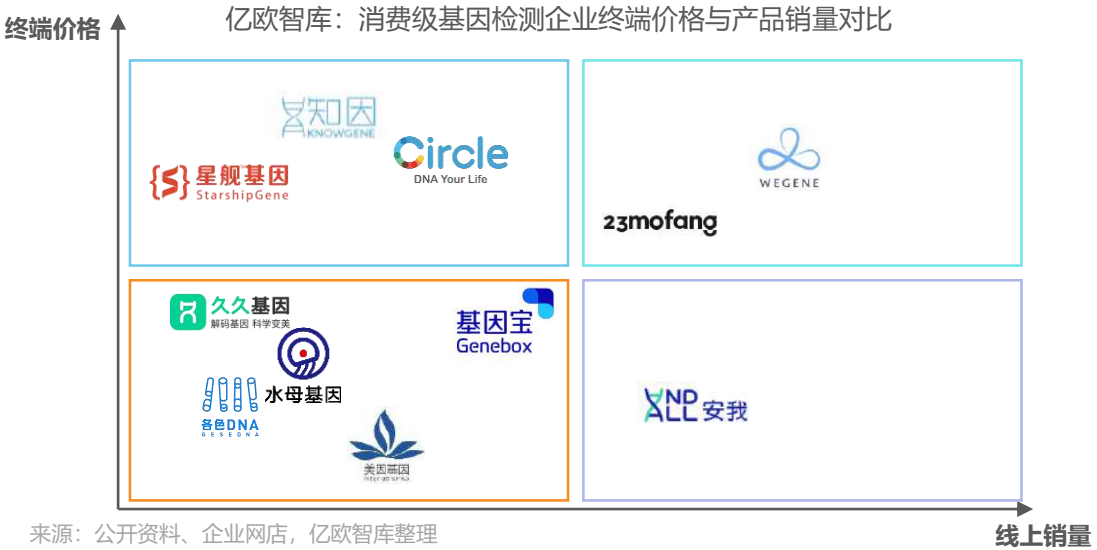 亿欧智库：消费级基因检测企业终端价格与产品销量对比
终端价格
知因
KNOWGENE
Circle
DNA Your Life
星舰基因
StarshipGene
WEGENE
23mofang
久久基因
解码基因 科学变美
基因宝
Genebox
水母基因
各色DNA
GESEDNA
美因基因
ANDALL 安我
来源：公开资料、企业网店，亿欧智库整理
线上销量